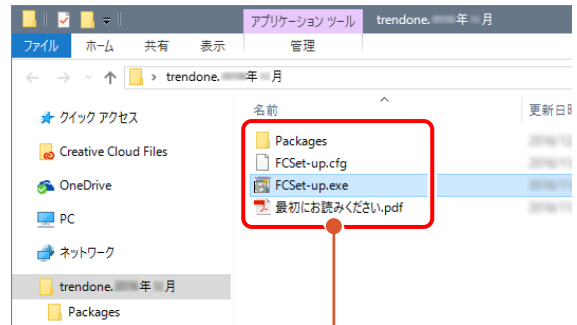 アプリケーション ツール
trendone. 年 月
ファイル ホーム 共有 表示 管理
trendone. 年 月
名前 更新日時
クイック アクセス
Creative Cloud Files
OneDrive
PC
ネットワーク
trendone. 年 月
Packages
Packages
FCSet-up.cfg
FCSet-up.exe
最初にお読みください.pdf